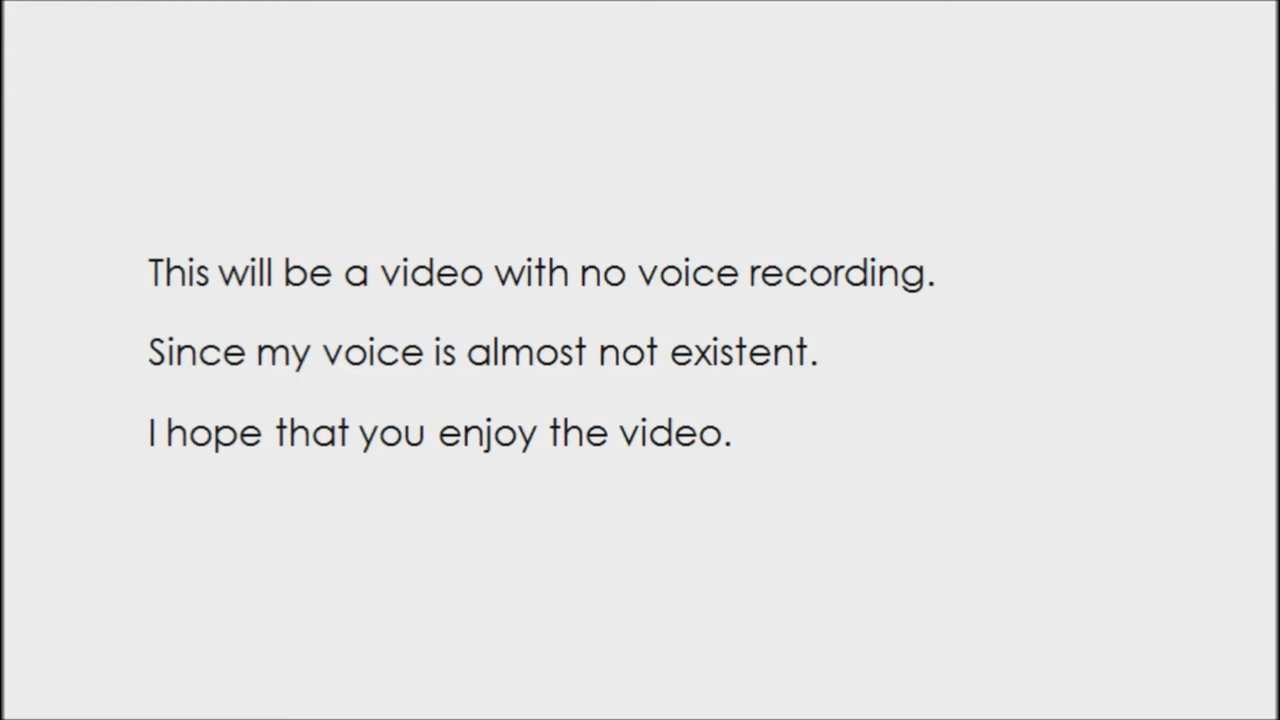 This will be a video with no voice recording.
Since my voice is almost not existent.
I hope that you enjoy the video.